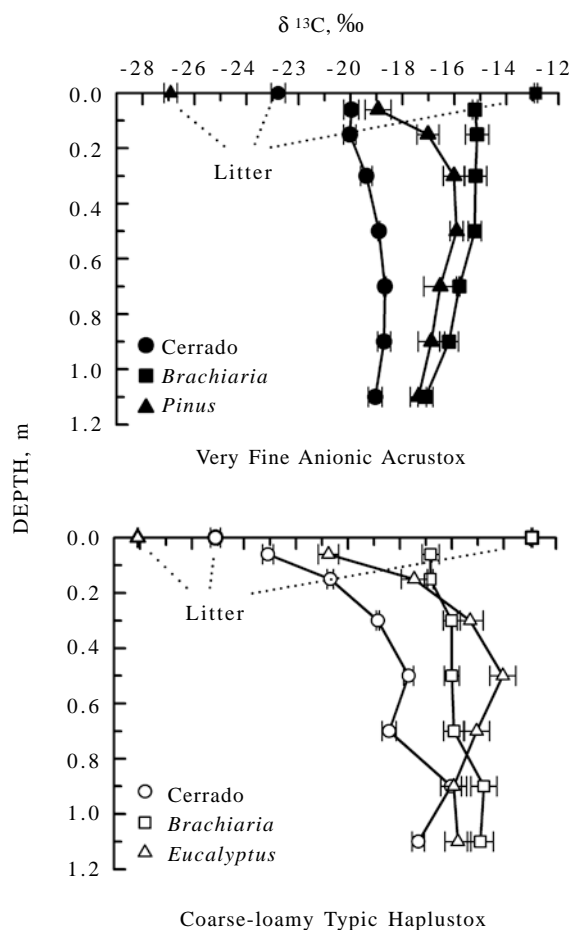 δ ¹³C, ‰
-28 -26 -24 -22 -20 -18 -16 -14 -12
0.0
0.2
Litter
0.4
0.6
0.8
Cerrado
1.0
Brachiaria
Pinus
1.2
Very Fine Anionic Acrustox
DEPTH, m
0.0
0.2
Litter
0.4
0.6
0.8
Cerrado
1.0
Brachiaria
Eucalyptus
1.2
Coarse-loamy Typic Haplustox